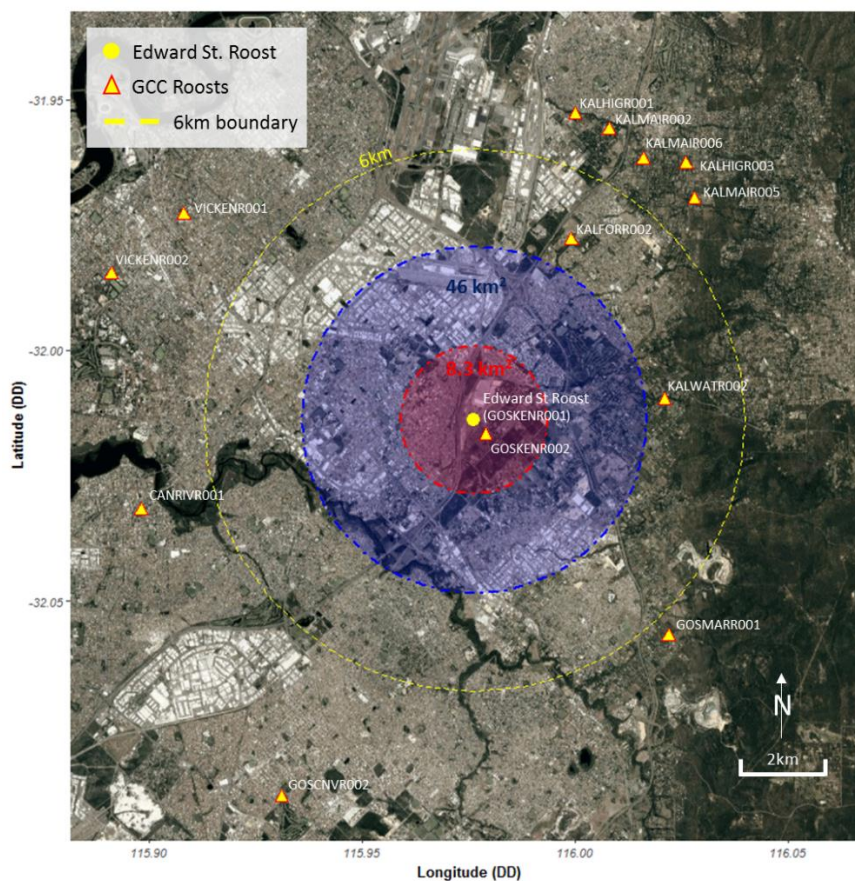 Edward St. Roost
GCC Roosts
6km boundary
-31.95
KALHIGR001
KALMAIR002
KALMAIR006
KALHIGR003
KALMAIR005
6km
VICKENR001
KALFORR002
VICKENR002
46 km²
-32.00
8.3 km²
KALWATR002
Edward St Roost
(GOSKENR001)
GOSKENR002
Latitude (DD)
CANRIVR001
-32.05
GOSMARR001
N
2km
GOSCNVR002
115.90
115.95
116.00
116.05
Longitude (DD)